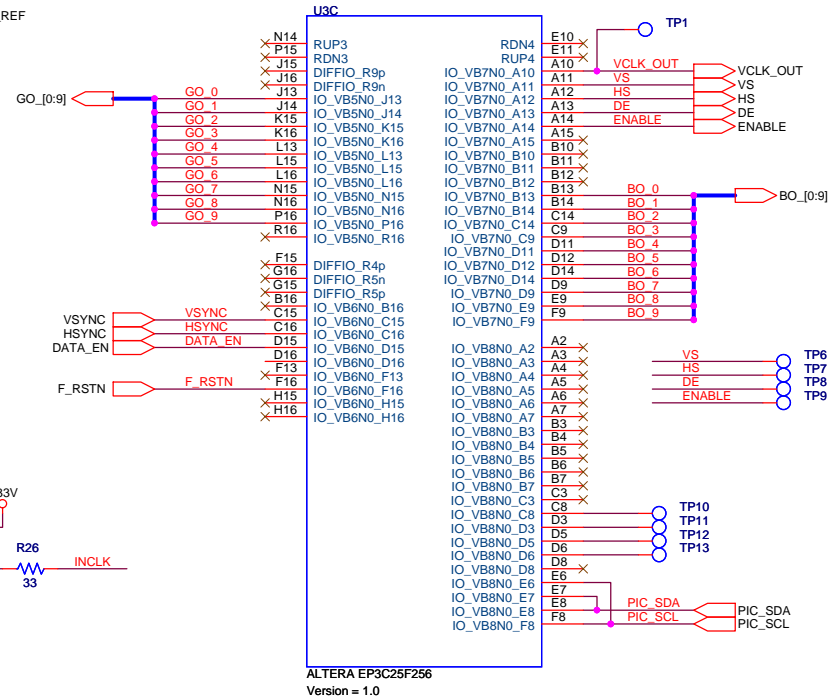 _REF
U3C
TP1
N14 RUP3
P15 RDN3
J15 DIFFIO_R9p
J16 DIFFIO_R9n
GO_[0:9]
GO_0 J13 IO_VB5N0_J13
GO_1 J14 IO_VB5N0_J14
GO_2 K15 IO_VB5N0_K15
GO_3 K16 IO_VB5N0_K16
GO_4 L13 IO_VB5N0_L13
GO_5 L15 IO_VB5N0_L15
GO_6 L16 IO_VB5N0_L16
GO_7 N15 IO_VB5N0_N15
GO_8 N16 IO_VB5N0_N16
GO_9 P16 IO_VB5N0_P16
R16 IO_VB5N0_R16
F15 DIFFIO_R4p
G16 DIFFIO_R5n
G15 DIFFIO_R5p
B16 IO_VB6N0_B16
VSYNC VSYNC C15 IO_VB6N0_C15
HSYNC HSYNC C16 IO_VB6N0_C16
DATA_EN DATA_EN D15 IO_VB6N0_D15
D16 IO_VB6N0_D16
F13 IO_VB6N0_F13
F_RSTN F_RSTN F16 IO_VB6N0_F16
H15 IO_VB6N0_H15
H16 IO_VB6N0_H16
RDN4 E10
RUP4 E11
IO_VB7N0_A10 A10 VCLK_OUT VCLK_OUT
IO_VB7N0_A11 A11 VS VS
IO_VB7N0_A12 A12 HS HS
IO_VB7N0_A13 A13 DE DE
IO_VB7N0_A14 A14 ENABLE ENABLE
IO_VB7N0_A15 A15
IO_VB7N0_B10 B10
IO_VB7N0_B11 B11
IO_VB7N0_B12 B12
IO_VB7N0_B13 B13 BO_0 BO_[0:9]
IO_VB7N0_B14 B14 BO_1
IO_VB7N0_C14 C14 BO_2
IO_VB7N0_C9 C9 BO_3
IO_VB7N0_D11 D11 BO_4
IO_VB7N0_D12 D12 BO_5
IO_VB7N0_D14 D14 BO_6
IO_VB7N0_D9 D9 BO_7
IO_VB7N0_E9 E9 BO_8
IO_VB7N0_F9 F9 BO_9
IO_VB8N0_A2 A2
IO_VB8N0_A3 A3
IO_VB8N0_A4 A4
IO_VB8N0_A5 A5
IO_VB8N0_A6 A6
IO_VB8N0_A7 A7
IO_VB8N0_B3 B3
IO_VB8N0_B4 B4
IO_VB8N0_B5 B5
IO_VB8N0_B6 B6
IO_VB8N0_B7 B7
IO_VB8N0_C3 C3
IO_VB8N0_C8 C8 TP10
IO_VB8N0_D3 D3 TP11
IO_VB8N0_D5 D5 TP12
IO_VB8N0_D6 D6 TP13
IO_VB8N0_D8 D8
IO_VB8N0_E6 E6
IO_VB8N0_E7 E7
IO_VB8N0_E8 E8 PIC_SDA PIC_SDA
IO_VB8N0_F8 F8 PIC_SCL PIC_SCL
VS TP6
HS TP7
DE TP8
ENABLE TP9
33V
R26
INCLK
33
ALTERA EP3C25F256
Version = 1.0